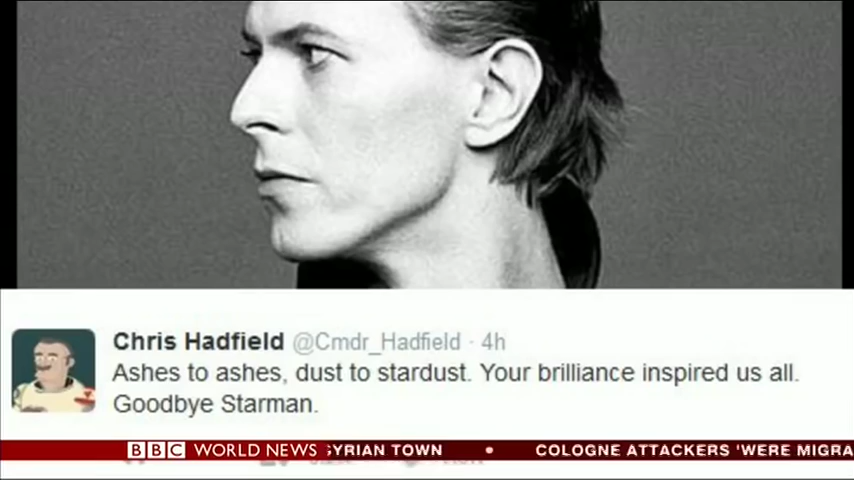 Chris Hadfield @Cmdr_Hadfield · 4h
Ashes to ashes, dust to stardust. Your brilliance inspired us all.
Goodbye Starman.
BBC WORLD NEWS YRIAN TOWN • COLOGNE ATTACKERS 'WERE MIGRA